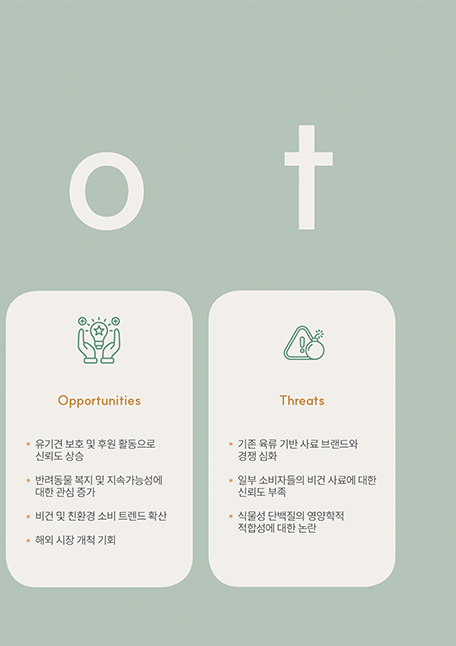 o
t
Opportunities
• 유기견 보호 및 후원 활동으로
신뢰도 상승
• 반려동물 복지 및 지속가능성에
대한 관심 증가
• 비건 및 친환경 소비 트렌드 확산
• 해외 시장 개척 기회
Threats
• 기존 육류 기반 사료 브랜드와
경쟁 심화
• 일부 소비자들의 비건 사료에 대한
신뢰도 부족
• 식물성 단백질의 영양학적
적합성에 대한 논란